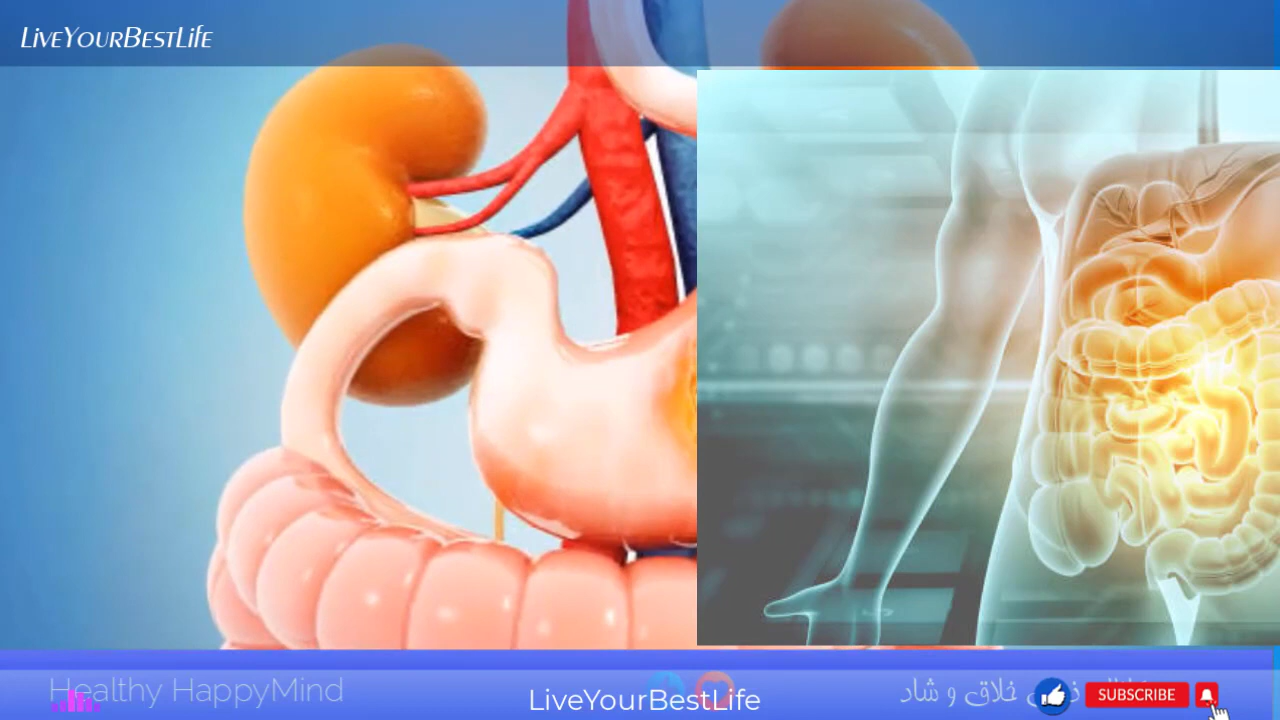 LiveYourBestLife
Healthy HappyMind
LiveYourBestLife
خلاق و شاد
SUBSCRIBE